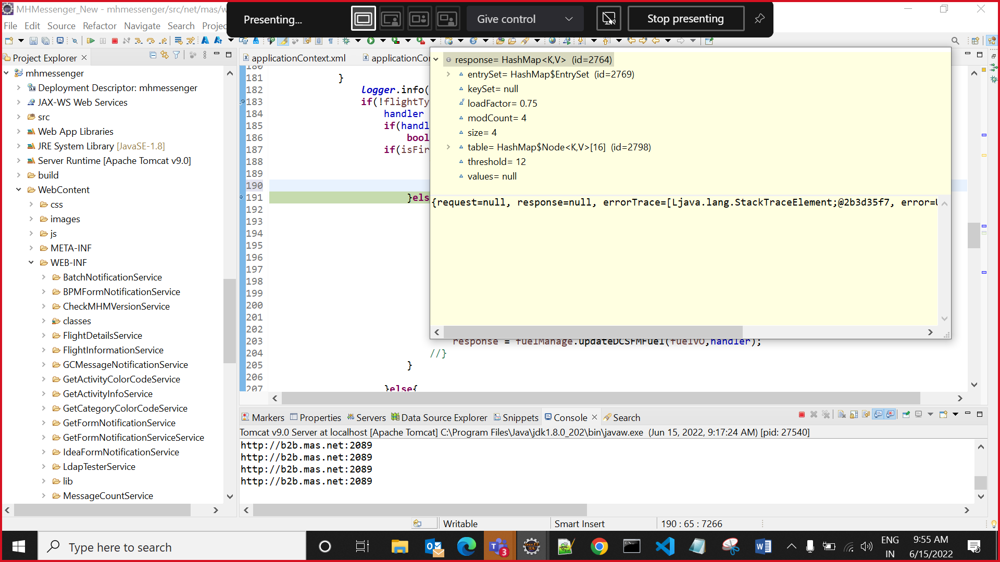 MHMessenger_New - mhmessenger/src/net/mas/w
Presenting...
Give control
Stop presenting
File Edit Source Refactor Navigate Search Projec
Project Explorer
applicationContext.xml
applicationCo
mhmessenger
Deployment Descriptor: mhmessenger
JAX-WS Web Services
src
Web App Libraries
JRE System Library [JavaSE-1.8]
Server Runtime [Apache Tomcat v9.0]
build
WebContent
css
images
js
META-INF
WEB-INF
BatchNotificationService
BPMFormNotificationService
CheckMHMVersionService
classes
FlightDetailsService
FlightInformationService
GCMessageNotificationService
GetActivityColorCodeService
GetActivityInfoService
GetCategoryColorCodeService
GetFormNotificationService
GetFormNotificationServiceService
IdeaFormNotificationService
LdapTesterService
lib
MessageCountService
180
181 }
182 logger.info(
183 if(!flightTy
184 handler
185 if(handl
186 bool
187 if(isFir
188
189
190
191 }els
192
193
194
195
196
197
198
199
200
201
202
203 response = fuelManage.updateDCSFMFuel(fuelVO,handler);
204 //}
205 }
206
207 }else{
response= HashMap<K,V> (id=2764)
entrySet= HashMap$EntrySet (id=2769)
keySet= null
loadFactor= 0.75
modCount= 4
size= 4
table= HashMap$Node<K,V>[16] (id=2798)
threshold= 12
values= null
{request=null, response=null, errorTrace=[Ljava.lang.StackTraceElement;@2b3d35f7, error=
Markers Properties Servers Data Source Explorer Snippets Console Search
Tomcat v9.0 Server at localhost [Apache Tomcat] C:\Program Files\Java\jdk1.8.0_202\bin\javaw.exe (Jun 15, 2022, 9:17:24 AM) [pid: 27540]
http://b2b.mas.net:2089
http://b2b.mas.net:2089
http://b2b.mas.net:2089
http://b2b.mas.net:2089
Writable Smart Insert 190 : 65 : 7266
Type here to search
3
ENG
IN
9:55 AM
6/15/2022